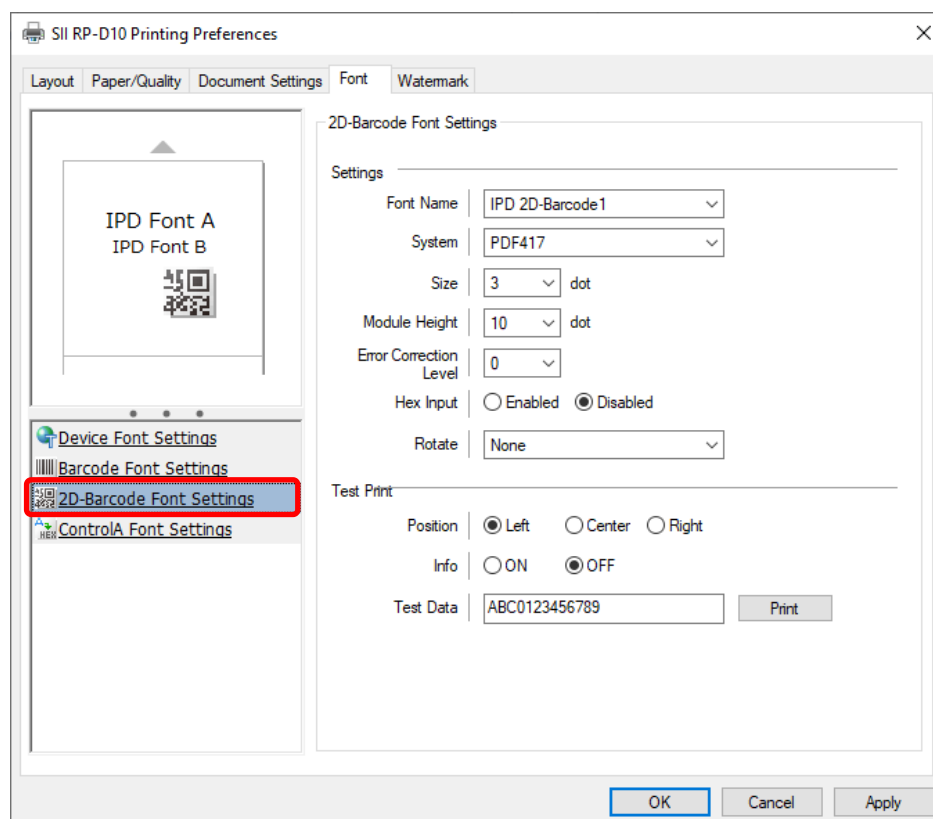 SII RP-D10 Printing Preferences
Layout Paper/Quality Document Settings Font Watermark
IPD Font A
IPD Font B
Device Font Settings
Barcode Font Settings
2D-Barcode Font Settings
A HEX ControlA Font Settings
2D-Barcode Font Settings
Settings
Font Name IPD 2D-Barcode1
System PDF417
Size 3 dot
Module Height 10 dot
Error Correction
Level 0
Hex Input Enabled Disabled
Rotate None
Test Print
Position Left Center Right
Info ON OFF
Test Data ABC0123456789 Print
OK Cancel Apply